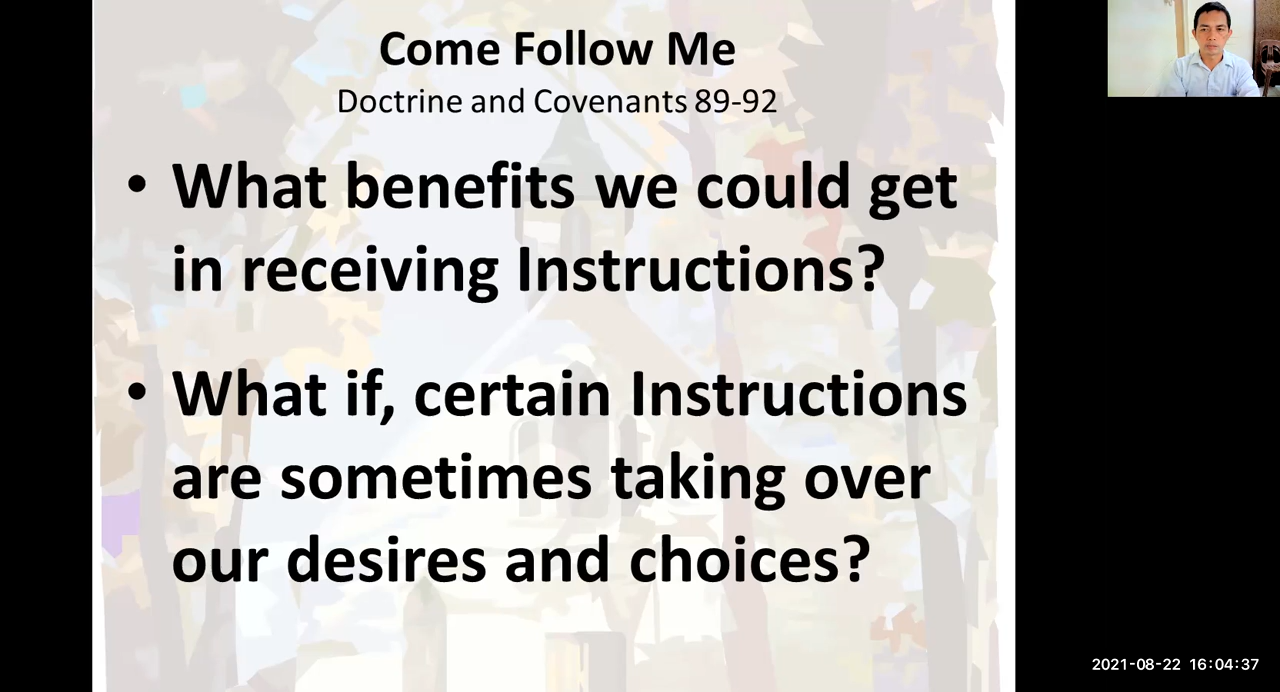 Come Follow Me
Doctrine and Covenants 89-92
• What benefits we could get
in receiving Instructions?
• What if, certain Instructions
are sometimes taking over
our desires and choices?
2021-08-22 16:04:37